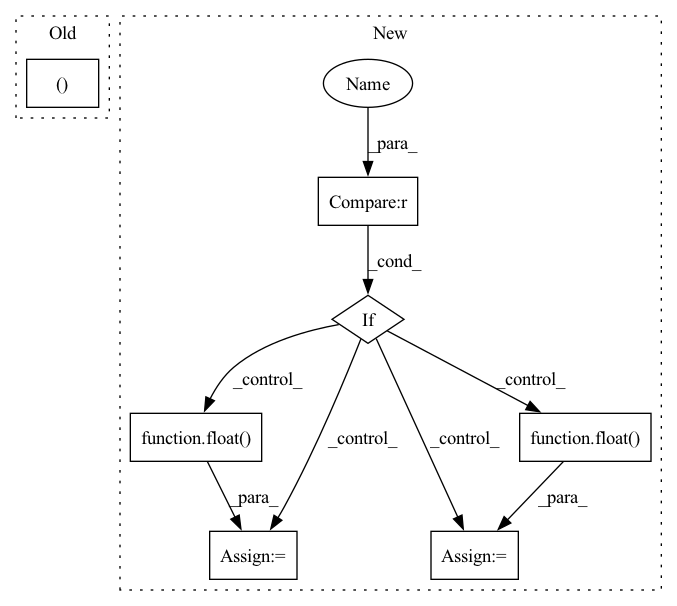 Old
New
()
Name
_para_
Compare:r
_cond_
If
_control_
_control_
_control_
_control_
function.float()
function.float()
_para_
_para_
Assign:=
Assign:=